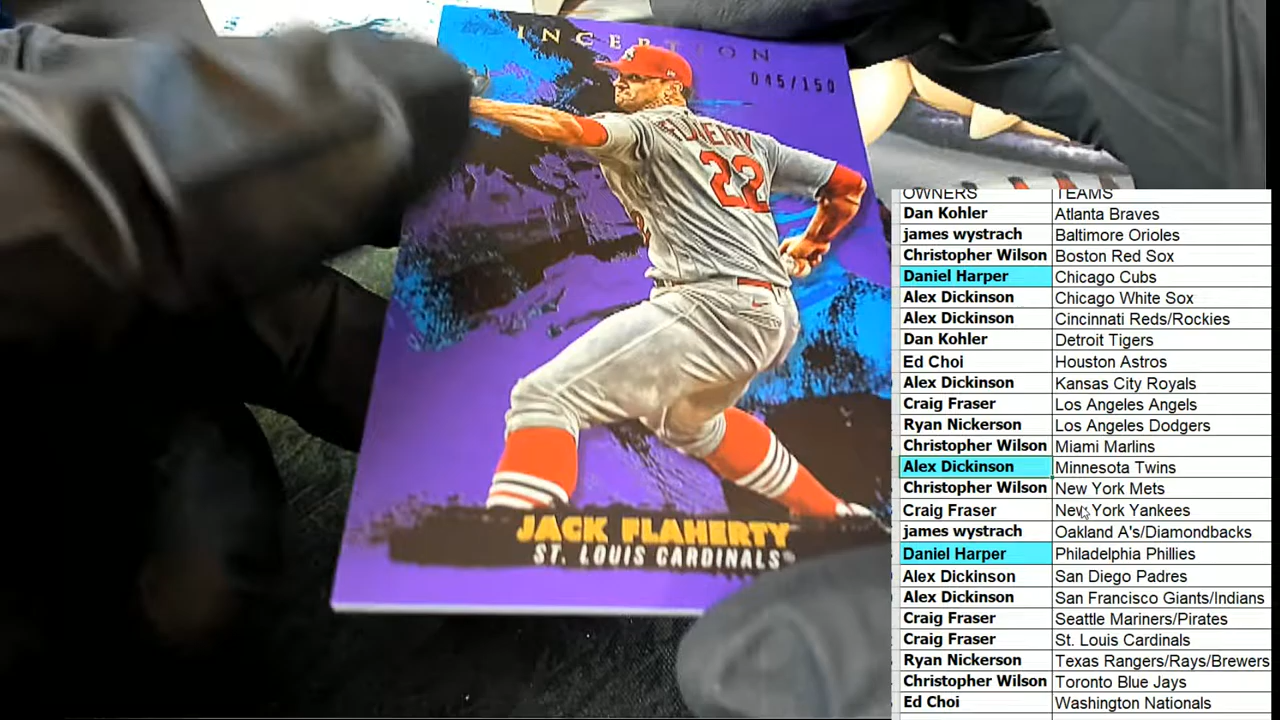 INCEPTION
045/150
FLAHERTY
22
JACK FLAHERTY
ST. LOUIS CARDINALS
OWNERS TEAMS
Dan Kohler Atlanta Braves
james wystrach Baltimore Orioles
Christopher Wilson Boston Red Sox
Daniel Harper Chicago Cubs
Alex Dickinson Chicago White Sox
Alex Dickinson Cincinnati Reds/Rockies
Dan Kohler Detroit Tigers
Ed Choi Houston Astros
Alex Dickinson Kansas City Royals
Craig Fraser Los Angeles Angels
Ryan Nickerson Los Angeles Dodgers
Christopher Wilson Miami Marlins
Alex Dickinson Minnesota Twins
Christopher Wilson New York Mets
Craig Fraser New York Yankees
james wystrach Oakland A's/Diamondbacks
Daniel Harper Philadelphia Phillies
Alex Dickinson San Diego Padres
Alex Dickinson San Francisco Giants/Indians
Craig Fraser Seattle Mariners/Pirates
Craig Fraser St. Louis Cardinals
Ryan Nickerson Texas Rangers/Rays/Brewers
Christopher Wilson Toronto Blue Jays
Ed Choi Washington Nationals